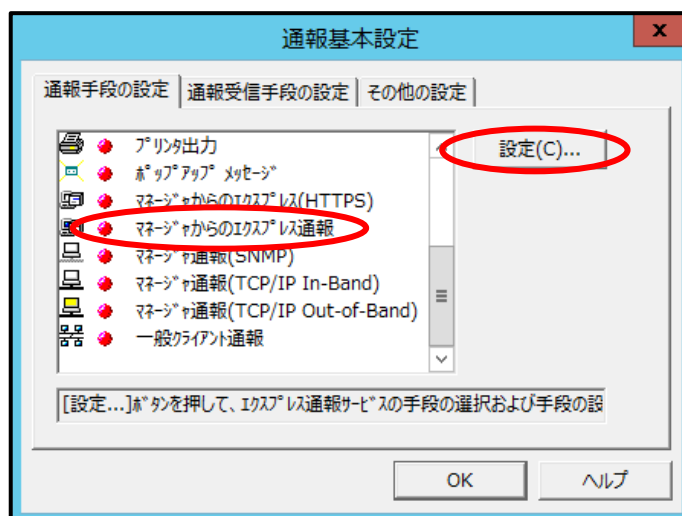 通報基本設定
x
通報手段の設定 通報受信手段の設定 その他の設定
ﾌﾟﾘﾝﾀ出力
設定(C)...
ﾎﾟｯﾌﾟｱｯﾌﾟ ﾒｯｾｰｼﾞ
ﾏﾈｰｼﾞｬからのｴｸｽﾌﾟﾚｽ(HTTPS)
ﾏﾈｰｼﾞｬからのｴｸｽﾌﾟﾚｽ通報
ﾏﾈｰｼﾞｬ通報(SNMP)
ﾏﾈｰｼﾞｬ通報(TCP/IP In-Band)
ﾏﾈｰｼﾞｬ通報(TCP/IP Out-of-Band)
一般ｸﾗｲｱﾝﾄ通報
[設定...]ﾎﾞﾀﾝを押して、ｴｸｽﾌﾟﾚｽ通報ｻｰﾋﾞｽの手段の選択および手段の設
OK
ヘルプ